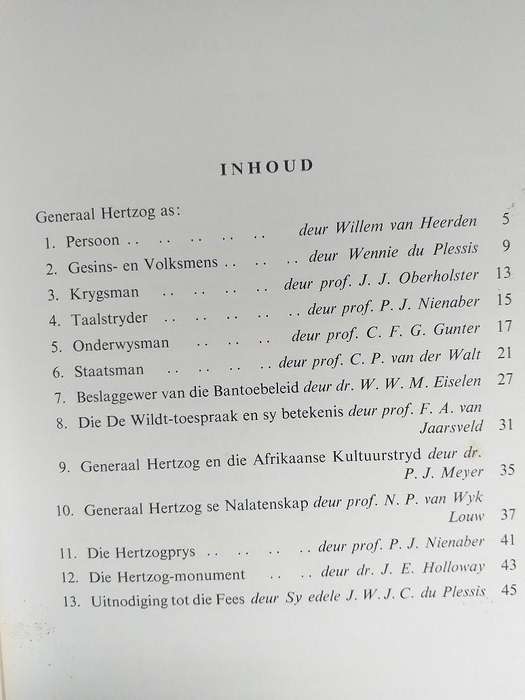 INHOUD
Generaal Hertzog as:
1. Persoon .. .. .. .. .. deur Willem van Heerden 5
2. Gesins- en Volksmens .. .. .. deur Wennie du Plessis 9
3. Krygsman .. .. .. .. deur prof. J. J. Oberholster 13
4. Taalstryder .. .. .. .. .. deur prof. P. J. Nienaber 15
5. Onderwysman .. .. .. deur prof. C. F. G. Gunter 17
6. Staatsman .. .. .. .. deur prof. C. P. van der Walt 21
7. Beslaggewer van die Bantoebeleid deur dr. W. W. M. Eiselen 27
8. Die De Wildt-toespraak en sy betekenis deur prof. F. A. van
Jaarsveld 31
9. Generaal Hertzog en die Afrikaanse Kultuurstryd deur dr.
P. J. Meyer 35
10. Generaal Hertzog se Nalatenskap deur prof. N. P. van Wyk
Louw 37
11. Die Hertzogprys .. .. .. .. deur prof. P. J. Nienaber 41
12. Die Hertzog-monument .. .. deur dr. J. E. Holloway 43
13. Uitnodiging tot die Fees deur Sy edele J. W. J. C. du Plessis 45